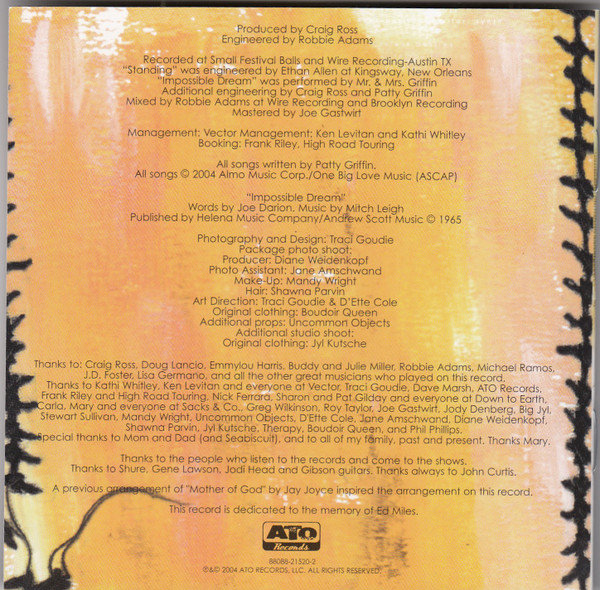 Produced by Craig Ross
Engineered by Robbie Adams
Recorded at Small Festival Balls and Wire Recording-Austin TX
"Standing" was engineered by Ethan Allen at Kingsway, New Orleans
"Impossible Dream" was performed by Mr. & Mrs. Griffin
Additional engineering by Craig Ross and Patty Griffin
Mixed by Robbie Adams at Wire Recording and Brooklyn Recording
Mastered by Joe Gastwirt
Management: Vector Management: Ken Levitan and Kathi Whitley
Booking: Frank Riley, High Road Touring
All songs written by Patty Griffin.
All songs © 2004 Almo Music Corp./One Big Love Music (ASCAP)
"Impossible Dream"
Words by Joe Darion. Music by Mitch Leigh
Published by Helena Music Company/Andrew Scott Music © 1965
Photography and Design: Traci Goudie
Package photo shoot:
Producer: Diane Weidenkopf
Photo Assistant: Jane Amschwand
Make-Up: Mandy Wright
Hair: Shawna Parvin
Art Direction: Traci Goudie & D'Ette Cole
Original clothing: Boudoir Queen
Additional props: Uncommon Objects
Additional studio shoot:
Original clothing: Jyl Kutsche
Thanks to: Craig Ross, Doug Lancio, Emmylou Harris, Buddy and Julie Miller, Robbie Adams, Michael Ramos,
J.D. Foster, Lisa Germano, and all the other great musicians who played on this record.
Thanks to Kathi Whitley, Ken Levitan and everyone at Vector, Traci Goudie, Dave Marsh, ATO Records,
Frank Riley and High Road Touring, Nick Ferrara, Sharon and Pat Gilday and everyone at Down to Earth,
Carla, Mary and everyone at Sacks & Co., Greg Wilkinson, Roy Taylor, Joe Gastwirt, Jody Denberg, Big Jyl,
Stewart Sullivan, Mandy Wright, Uncommon Objects, D'Ette Cole, Jane Amschwand, Diane Weidenkopf,
Shawna Parvin, Jyl Kutsche, Therapy, Boudoir Queen, and Phil Phillips.
Special thanks to Mom and Dad (and Seabiscuit), and to all of my family, past and present. Thanks Mary.
Thanks to the people who listen to the records and come to the shows.
Thanks to Shure, Gene Lawson, Jodi Head and Gibson guitars. Thanks always to John Curtis.
A previous arrangement of "Mother of God" by Jay Joyce inspired the arrangement on this record.
This record is dedicated to the memory of Ed Miles.
ATO
Records
88088-21520-2
℗&© 2004 ATO RECORDS, LLC. ALL RIGHTS RESERVED.